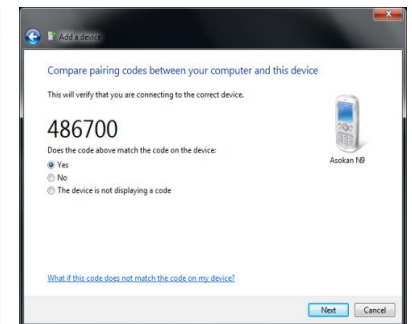 Add a device
Compare pairing codes between your computer and this device
This will verify that you are connecting to the correct device.
486700
Does the code above match the code on the device:
Yes
No
The device is not displaying a code
Asokan N9
What if this code does not match the code on my device?
Next Cancel